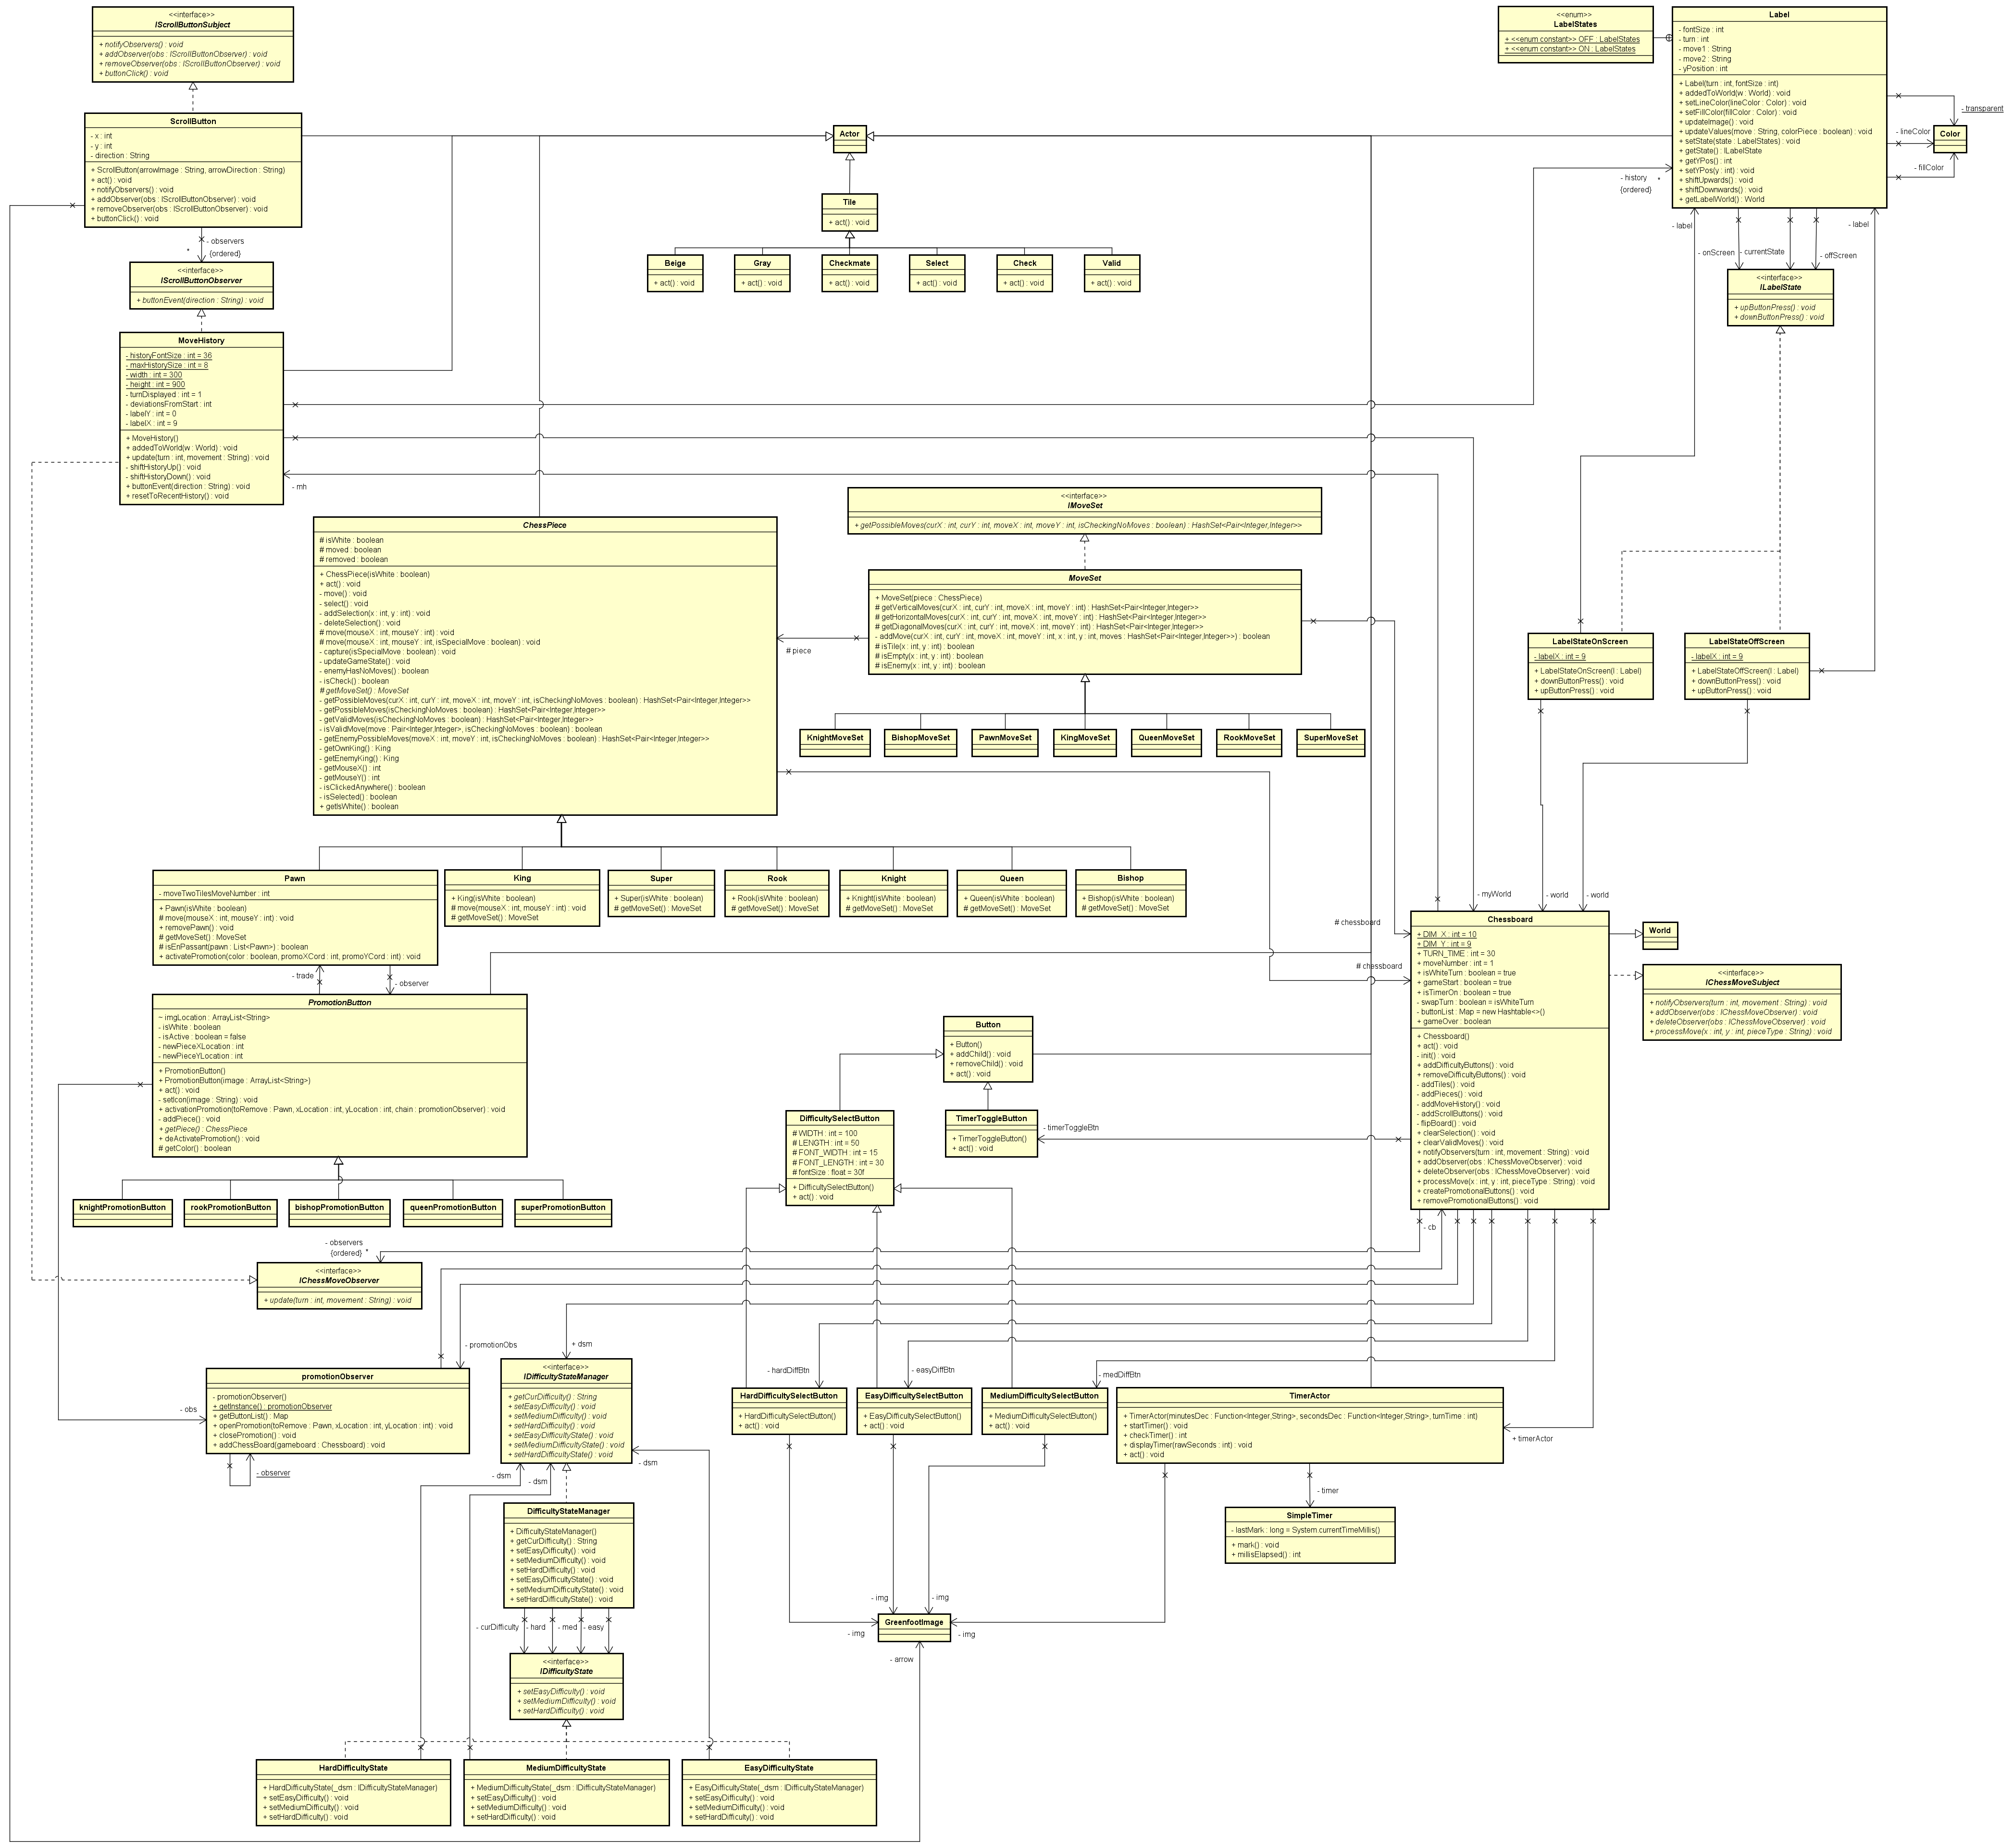 <<interface>>
IScrollButtonSubject
+ notifyObservers() : void
+ addObserver(obs : IScrollButtonObserver) : void
+ removeObserver(obs : IScrollButtonObserver) : void
+ buttonClick() : void
ScrollButton
- x : int
- y : int
- direction : String
+ ScrollButton(arrowImage : String, arrowDirection : String)
+ act() : void
+ notifyObservers() : void
+ addObserver(obs : IScrollButtonObserver) : void
+ removeObserver(obs : IScrollButtonObserver) : void
+ buttonClick() : void
- observers
*
{ordered}
<<interface>>
IScrollButtonObserver
+ buttonEvent(direction : String) : void
MoveHistory
- historyFontSize : int = 36
- maxHistorySize : int = 8
- width : int = 300
- height : int = 900
- turnDisplayed : int = 1
- deviationsFromStart : int
- labelY : int = 0
- labelX : int = 9
+ MoveHistory()
+ addedToWorld(w : World) : void
+ update(turn : int, movement : String) : void
- shiftHistoryUp() : void
- shiftHistoryDown() : void
+ buttonEvent(direction : String) : void
+ resetToRecentHistory() : void
- mh
Actor
Tile
+ act() : void
Beige
+ act() : void
Gray
+ act() : void
Checkmate
+ act() : void
Select
+ act() : void
Check
+ act() : void
Valid
+ act() : void
<<enum>>
LabelStates
+ <<enum constant>> OFF : LabelStates
+ <<enum constant>> ON : LabelStates
Label
- fontSize : int
- turn : int
- move1 : String
- move2 : String
- yPosition : int
+ Label(turn : int, fontSize : int)
+ addedToWorld(w : World) : void
+ setLineColor(lineColor : Color) : void
+ setFillColor(fillColor : Color) : void
+ updateImage() : void
+ updateValues(move : String, colorPiece : boolean) : void
+ setState(state : LabelStates) : void
+ getState() : ILabelState
+ getYPos() : int
+ setYPos(y : int) : void
+ shiftUpwards() : void
+ shiftDownwards() : void
+ getLabelWorld() : World
- transparent
- lineColor
Color
- fillColor
- history
*
{ordered}
- label
- label
- onScreen
- currentState
- offScreen
<<interface>>
ILabelState
+ upButtonPress() : void
+ downButtonPress() : void
LabelStateOnScreen
- labelX : int = 9
+ LabelStateOnScreen(l : Label)
+ downButtonPress() : void
+ upButtonPress() : void
LabelStateOffScreen
- labelX : int = 9
+ LabelStateOffScreen(l : Label)
+ downButtonPress() : void
+ upButtonPress() : void
<<interface>>
IMoveSet
+ getPossibleMoves(curX : int, curY : int, moveX : int, moveY : int, isCheckingNoMoves : boolean) : HashSet<Pair<Integer,Integer>>
MoveSet
+ MoveSet(piece : ChessPiece)
# getVerticalMoves(curX : int, curY : int, moveX : int, moveY : int) : HashSet<Pair<Integer,Integer>>
# getHorizontalMoves(curX : int, curY : int, moveX : int, moveY : int) : HashSet<Pair<Integer,Integer>>
# getDiagonalMoves(curX : int, curY : int, moveX : int, moveY : int) : HashSet<Pair<Integer,Integer>>
- addMove(curX : int, curY : int, moveX : int, moveY : int, x : int, y : int, moves : HashSet<Pair<Integer,Integer>>) : boolean
# isTile(x : int, y : int) : boolean
# isEmpty(x : int, y : int) : boolean
# isEnemy(x : int, y : int) : boolean
# piece
KnightMoveSet
BishopMoveSet
PawnMoveSet
KingMoveSet
QueenMoveSet
RookMoveSet
SuperMoveSet
ChessPiece
# isWhite : boolean
# moved : boolean
# removed : boolean
+ ChessPiece(isWhite : boolean)
+ act() : void
- move() : void
- select() : void
- addSelection(x : int, y : int) : void
- deleteSelection() : void
# move(mouseX : int, mouseY : int) : void
# move(mouseX : int, mouseY : int, isSpecialMove : boolean) : void
- capture(isSpecialMove : boolean) : void
- updateGameState() : void
- enemyHasNoMoves() : boolean
- isCheck() : boolean
# getMoveSet() : MoveSet
- getPossibleMoves(curX : int, curY : int, moveX : int, moveY : int, isCheckingNoMoves : boolean) : HashSet<Pair<Integer,Integer>>
- getPossibleMoves(isCheckingNoMoves : boolean) : HashSet<Pair<Integer,Integer>>
- getValidMoves(isCheckingNoMoves : boolean) : HashSet<Pair<Integer,Integer>>
- isValidMove(move : Pair<Integer,Integer>, isCheckingNoMoves : boolean) : boolean
- getEnemyPossibleMoves(moveX : int, moveY : int, isCheckingNoMoves : boolean) : HashSet<Pair<Integer,Integer>>
- getOwnKing() : King
- getEnemyKing() : King
- getMouseX() : int
- getMouseY() : int
- isClickedAnywhere() : boolean
- isSelected() : boolean
+ getIsWhite() : boolean
Pawn
- moveTwoTilesMoveNumber : int
+ Pawn(isWhite : boolean)
# move(mouseX : int, mouseY : int) : void
+ removePawn() : void
# getMoveSet() : MoveSet
# isEnPassant(pawn : List<Pawn>) : boolean
+ activatePromotion(color : boolean, promoXCord : int, promoYCord : int) : void
King
+ King(isWhite : boolean)
# move(mouseX : int, mouseY : int) : void
# getMoveSet() : MoveSet
Super
+ Super(isWhite : boolean)
# getMoveSet() : MoveSet
Rook
+ Rook(isWhite : boolean)
# getMoveSet() : MoveSet
Knight
+ Knight(isWhite : boolean)
# getMoveSet() : MoveSet
Queen
+ Queen(isWhite : boolean)
# getMoveSet() : MoveSet
Bishop
+ Bishop(isWhite : boolean)
# getMoveSet() : MoveSet
- trade
- observer
PromotionButton
~ imgLocation : ArrayList<String>
- isWhite : boolean
- isActive : boolean = false
- newPieceXLocation : int
- newPieceYLocation : int
+ PromotionButton()
+ PromotionButton(image : ArrayList<String>)
+ act() : void
- setIcon(image : String) : void
+ activationPromotion(toRemove : Pawn, xLocation : int, yLocation : int, chain : promotionObserver) : void
- addPiece() : void
+ getPiece() : ChessPiece
+ deActivatePromotion() : void
# getColor() : boolean
knightPromotionButton
rookPromotionButton
bishopPromotionButton
queenPromotionButton
superPromotionButton
- myWorld
- world
- world
# chessboard
# chessboard
Chessboard
+ DIM_X : int = 10
+ DIM_Y : int = 9
+ TURN_TIME : int = 30
+ moveNumber : int = 1
+ isWhiteTurn : boolean = true
+ gameStart : boolean = true
+ isTimerOn : boolean = true
- swapTurn : boolean = isWhiteTurn
- buttonList : Map = new Hashtable<>()
+ gameOver : boolean
+ Chessboard()
+ act() : void
- init() : void
+ addDifficultyButtons() : void
+ removeDifficultyButtons() : void
- addTiles() : void
- addPieces() : void
- addMoveHistory() : void
- addScrollButtons() : void
- flipBoard() : void
+ clearSelection() : void
+ clearValidMoves() : void
+ notifyObservers(turn : int, movement : String) : void
+ addObserver(obs : IChessMoveObserver) : void
+ deleteObserver(obs : IChessMoveObserver) : void
+ processMove(x : int, y : int, pieceType : String) : void
+ createPromotionalButtons() : void
+ removePromotionalButtons() : void
World
<<interface>>
IChessMoveSubject
+ notifyObservers(turn : int, movement : String) : void
+ addObserver(obs : IChessMoveObserver) : void
+ deleteObserver(obs : IChessMoveObserver) : void
+ processMove(x : int, y : int, pieceType : String) : void
Button
+ Button()
+ addChild() : void
+ removeChild() : void
+ act() : void
TimerToggleButton
+ TimerToggleButton()
+ act() : void
- timerToggleBtn
DifficultySelectButton
# WIDTH : int = 100
# LENGTH : int = 50
# FONT_WIDTH : int = 15
# FONT_LENGTH : int = 30
# fontSize : float = 30f
+ DifficultySelectButton()
+ act() : void
- cb
- observers
{ordered} *
<<interface>>
IChessMoveObserver
+ update(turn : int, movement : String) : void
- promotionObs
+ dsm
- hardDiffBtn
- easyDiffBtn
- medDiffBtn
- obs
promotionObserver
- promotionObserver()
+ getInstance() : promotionObserver
+ getButtonList() : Map
+ openPromotion(toRemove : Pawn, xLocation : int, yLocation : int) : void
+ closePromotion() : void
+ addChessBoard(gameboard : Chessboard) : void
- observer
<<interface>>
IDifficultyStateManager
+ getCurDifficulty() : String
+ setEasyDifficulty() : void
+ setMediumDifficulty() : void
+ setHardDifficulty() : void
+ setEasyDifficultyState() : void
+ setMediumDifficultyState() : void
+ setHardDifficultyState() : void
- dsm
- dsm
- dsm
HardDifficultySelectButton
+ HardDifficultySelectButton()
+ act() : void
EasyDifficultySelectButton
+ EasyDifficultySelectButton()
+ act() : void
MediumDifficultySelectButton
+ MediumDifficultySelectButton()
+ act() : void
TimerActor
+ TimerActor(minutesDec : Function<Integer,String>, secondsDec : Function<Integer,String>, turnTime : int)
+ startTimer() : void
+ checkTimer() : int
+ displayTimer(rawSeconds : int) : void
+ act() : void
+ timerActor
- timer
SimpleTimer
- lastMark : long = System.currentTimeMillis()
+ mark() : void
+ millisElapsed() : int
DifficultyStateManager
+ DifficultyStateManager()
+ getCurDifficulty() : String
+ setEasyDifficulty() : void
+ setMediumDifficulty() : void
+ setHardDifficulty() : void
+ setEasyDifficultyState() : void
+ setMediumDifficultyState() : void
+ setHardDifficultyState() : void
- curDifficulty
- hard
- med
- easy
- img
- img
GreenfootImage
- img
- img
- arrow
<<interface>>
IDifficultyState
+ setEasyDifficulty() : void
+ setMediumDifficulty() : void
+ setHardDifficulty() : void
HardDifficultyState
+ HardDifficultyState(_dsm : IDifficultyStateManager)
+ setEasyDifficulty() : void
+ setMediumDifficulty() : void
+ setHardDifficulty() : void
MediumDifficultyState
+ MediumDifficultyState(_dsm : IDifficultyStateManager)
+ setEasyDifficulty() : void
+ setMediumDifficulty() : void
+ setHardDifficulty() : void
EasyDifficultyState
+ EasyDifficultyState(_dsm : IDifficultyStateManager)
+ setEasyDifficulty() : void
+ setMediumDifficulty() : void
+ setHardDifficulty() : void